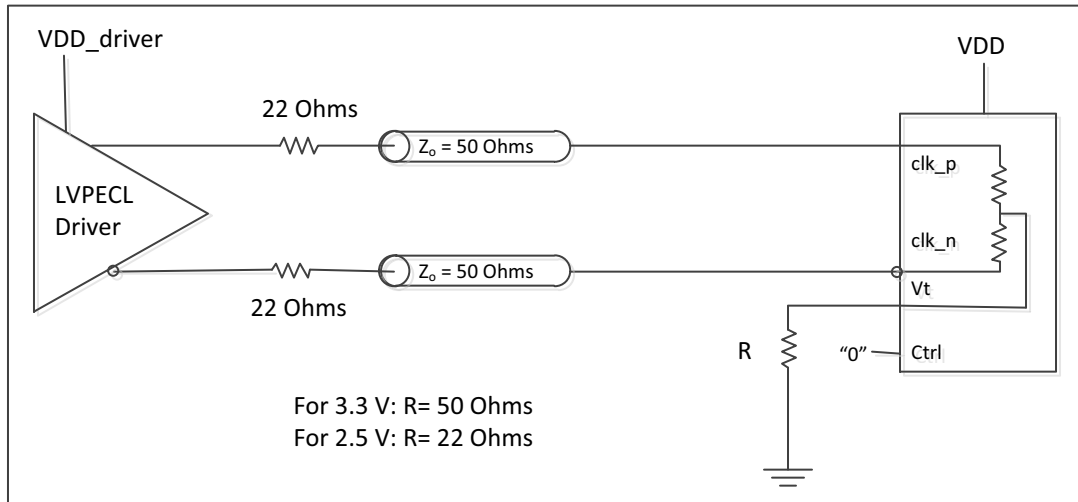 VDD_driver
VDD
22 Ohms
Zo = 50 Ohms
clk_p
LVPECL
Driver
clk_n
Zo = 50 Ohms
Vt
22 Ohms
R
“0”
Ctrl
For 3.3 V: R= 50 Ohms
For 2.5 V: R= 22 Ohms